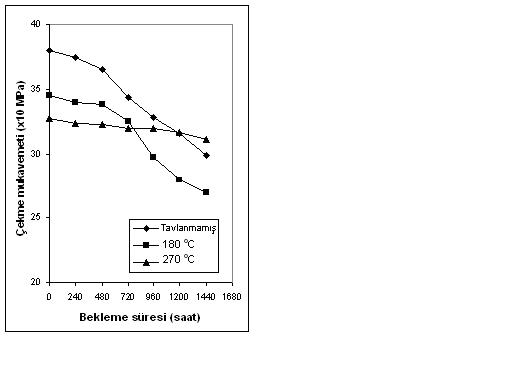 Çekme mukavemeti (x10 MPa)
40
35
30
25
20
Tavlanmamış
180 °C
270 °C
0 240 480 720 960 1200 1440 1680
Bekleme süresi (saat)